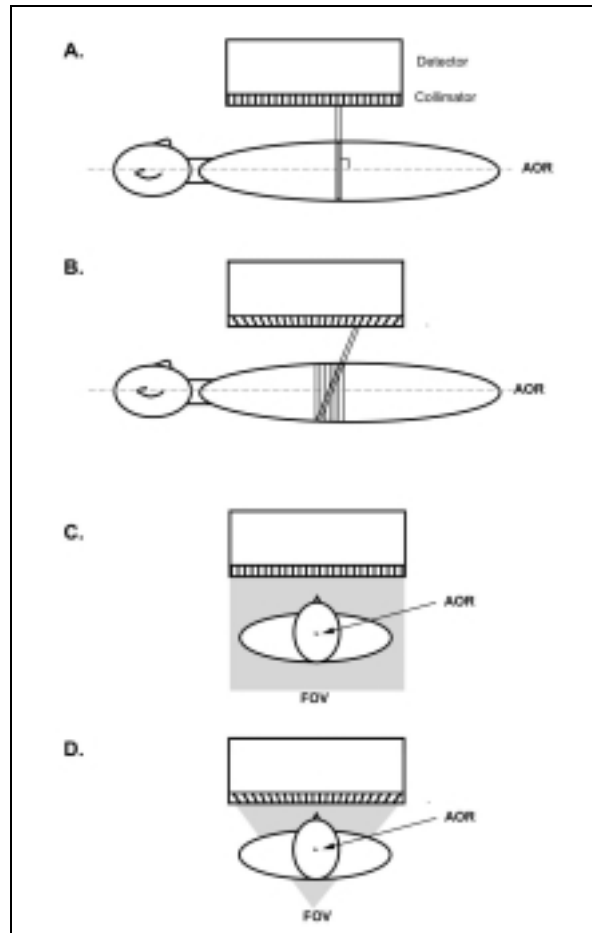 A.
Detector
Collimator
AOR
B.
AOR
C.
AOR
FOV
D.
AOR
FOV